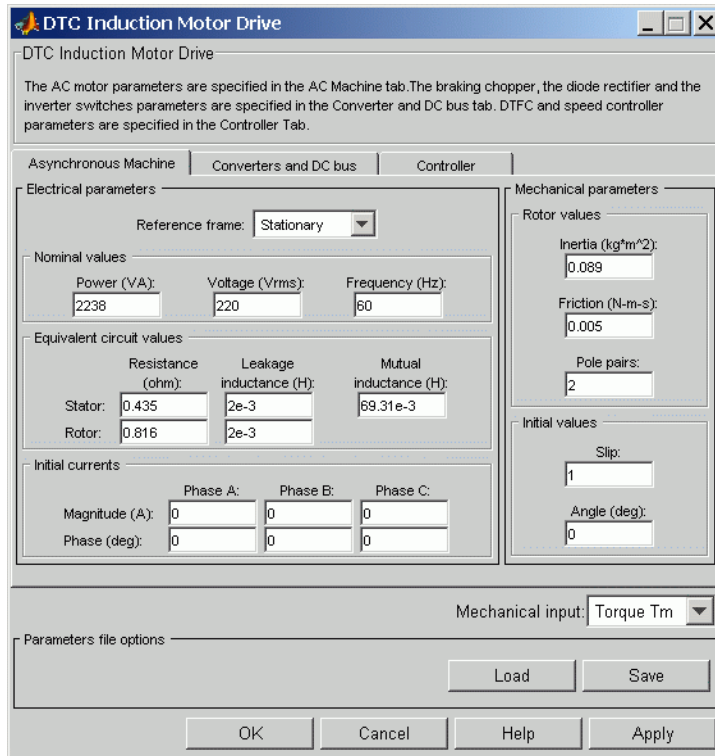 DTC Induction Motor Drive
DTC Induction Motor Drive
The AC motor parameters are specified in the AC Machine tab.The braking chopper, the diode rectifier and the
inverter switches parameters are specified in the Converter and DC bus tab. DTFC and speed controller
parameters are specified in the Controller Tab.
Asynchronous Machine Converters and DC bus Controller
Electrical parameters
Reference frame: Stationary
Nominal values
Power (VA): Voltage (Vrms): Frequency (Hz):
2238 220 60
Equivalent circuit values
Resistance Leakage Mutual
(ohm): inductance (H): inductance (H):
Stator: 0.435 2e-3 69.31e-3
Rotor: 0.816 2e-3
Initial currents
Phase A: Phase B: Phase C:
Magnitude (A): 0 0 0
Phase (deg): 0 0 0
Mechanical parameters
Rotor values
Inertia (kg*m^2):
0.089
Friction (N-m-s):
0.005
Pole pairs:
2
Initial values
Slip:
1
Angle (deg):
0
Mechanical input: Torque Tm
Parameters file options
Load Save
OK Cancel Help Apply